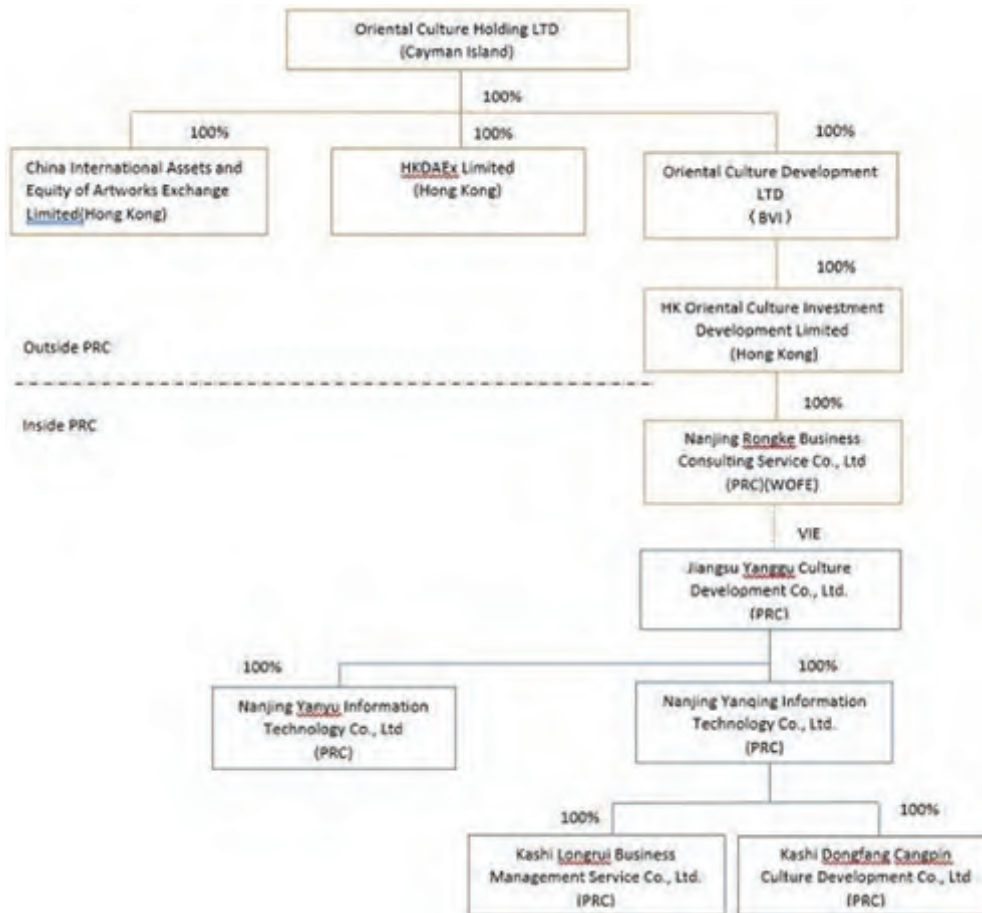 Oriental Culture Holding LTD
(Cayman Island)
100%
100%
100%
100%
China International Assets and
Equity of Artworks Exchange
Limited(Hong Kong)
HKDAEx Limited
(Hong Kong)
Oriental Culture Development
LTD
( BVI )
100%
HK Oriental Culture Investment
Development Limited
(Hong Kong)
Outside PRC
Inside PRC
100%
Nanjing Rongke Business
Consulting Service Co., Ltd
(PRC)(WOFE)
VIE
Jiangsu Yanggu Culture
Development Co., Ltd.
(PRC)
100%
100%
Nanjing Yanyu Information
Technology Co., Ltd
(PRC)
Nanjing Yanqing Information
Technology Co., Ltd.
(PRC)
100%
100%
Kashi Longrui Business
Management Service Co., Ltd.
(PRC)
Kashi Dongfang Cangpin
Culture Development Co., Ltd
(PRC)